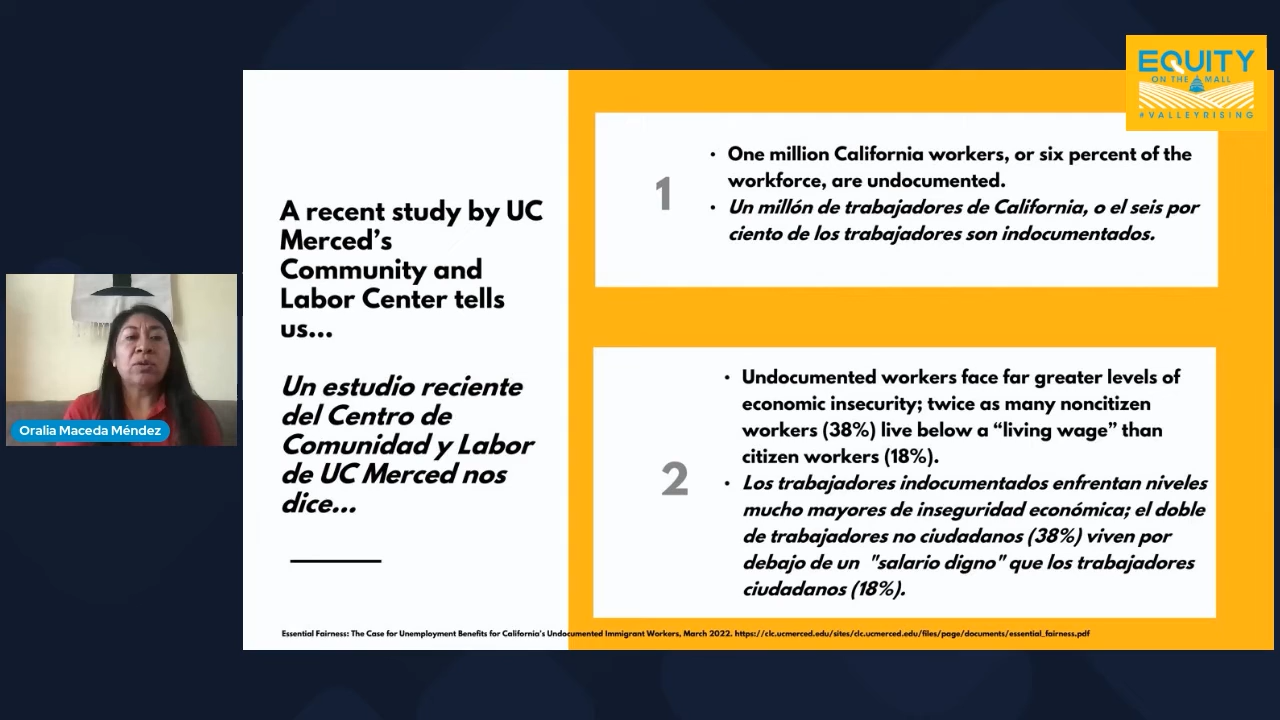 EQUITY
ON THE MALL
#VALLEYRISING
A recent study by UC
Merced’s
Community and
Labor Center tells
us...
Un estudio reciente
del Centro de
Comunidad y Labor
de UC Merced nos
dice...
1
• One million California workers, or six percent of the
workforce, are undocumented.
• Un millón de trabajadores de California, o el seis por
ciento de los trabajadores son indocumentados.
2
• Undocumented workers face far greater levels of
economic insecurity; twice as many noncitizen
workers (38%) live below a “living wage” than
citizen workers (18%).
• Los trabajadores indocumentados enfrentan niveles
mucho mayores de inseguridad económica; el doble
de trabajadores no ciudadanos (38%) viven por
debajo de un "salario digno" que los trabajadores
ciudadanos (18%).
Essential Fairness: The Case for Unemployment Benefits for California's Undocumented Immigrant Workers, March 2022. https://clc.ucmerced.edu/sites/clc.ucmerced.edu/files/page/documents/essential_fairness.pdf
Oralia Maceda Méndez